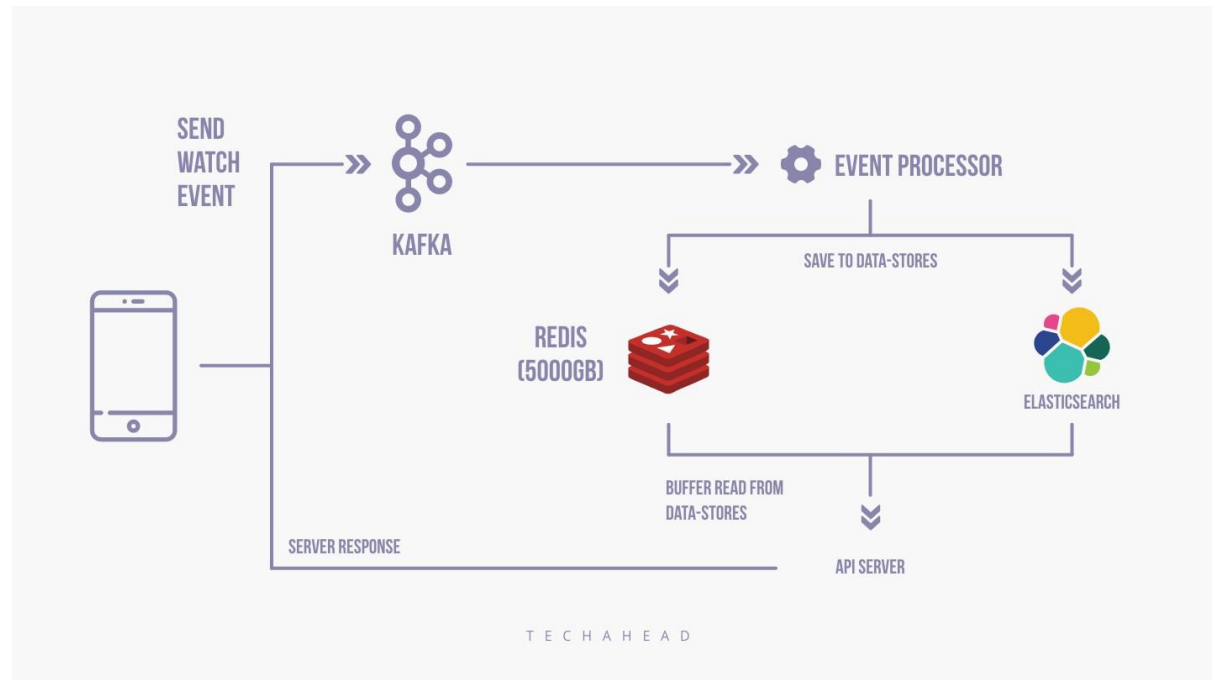 SEND
WATCH
EVENT
KAFKA
EVENT PROCESSOR
SAVE TO DATA-STORES
REDIS
(5000GB)
ELASTICSEARCH
BUFFER READ FROM
DATA-STORES
SERVER RESPONSE
API SERVER
TECHAHEAD